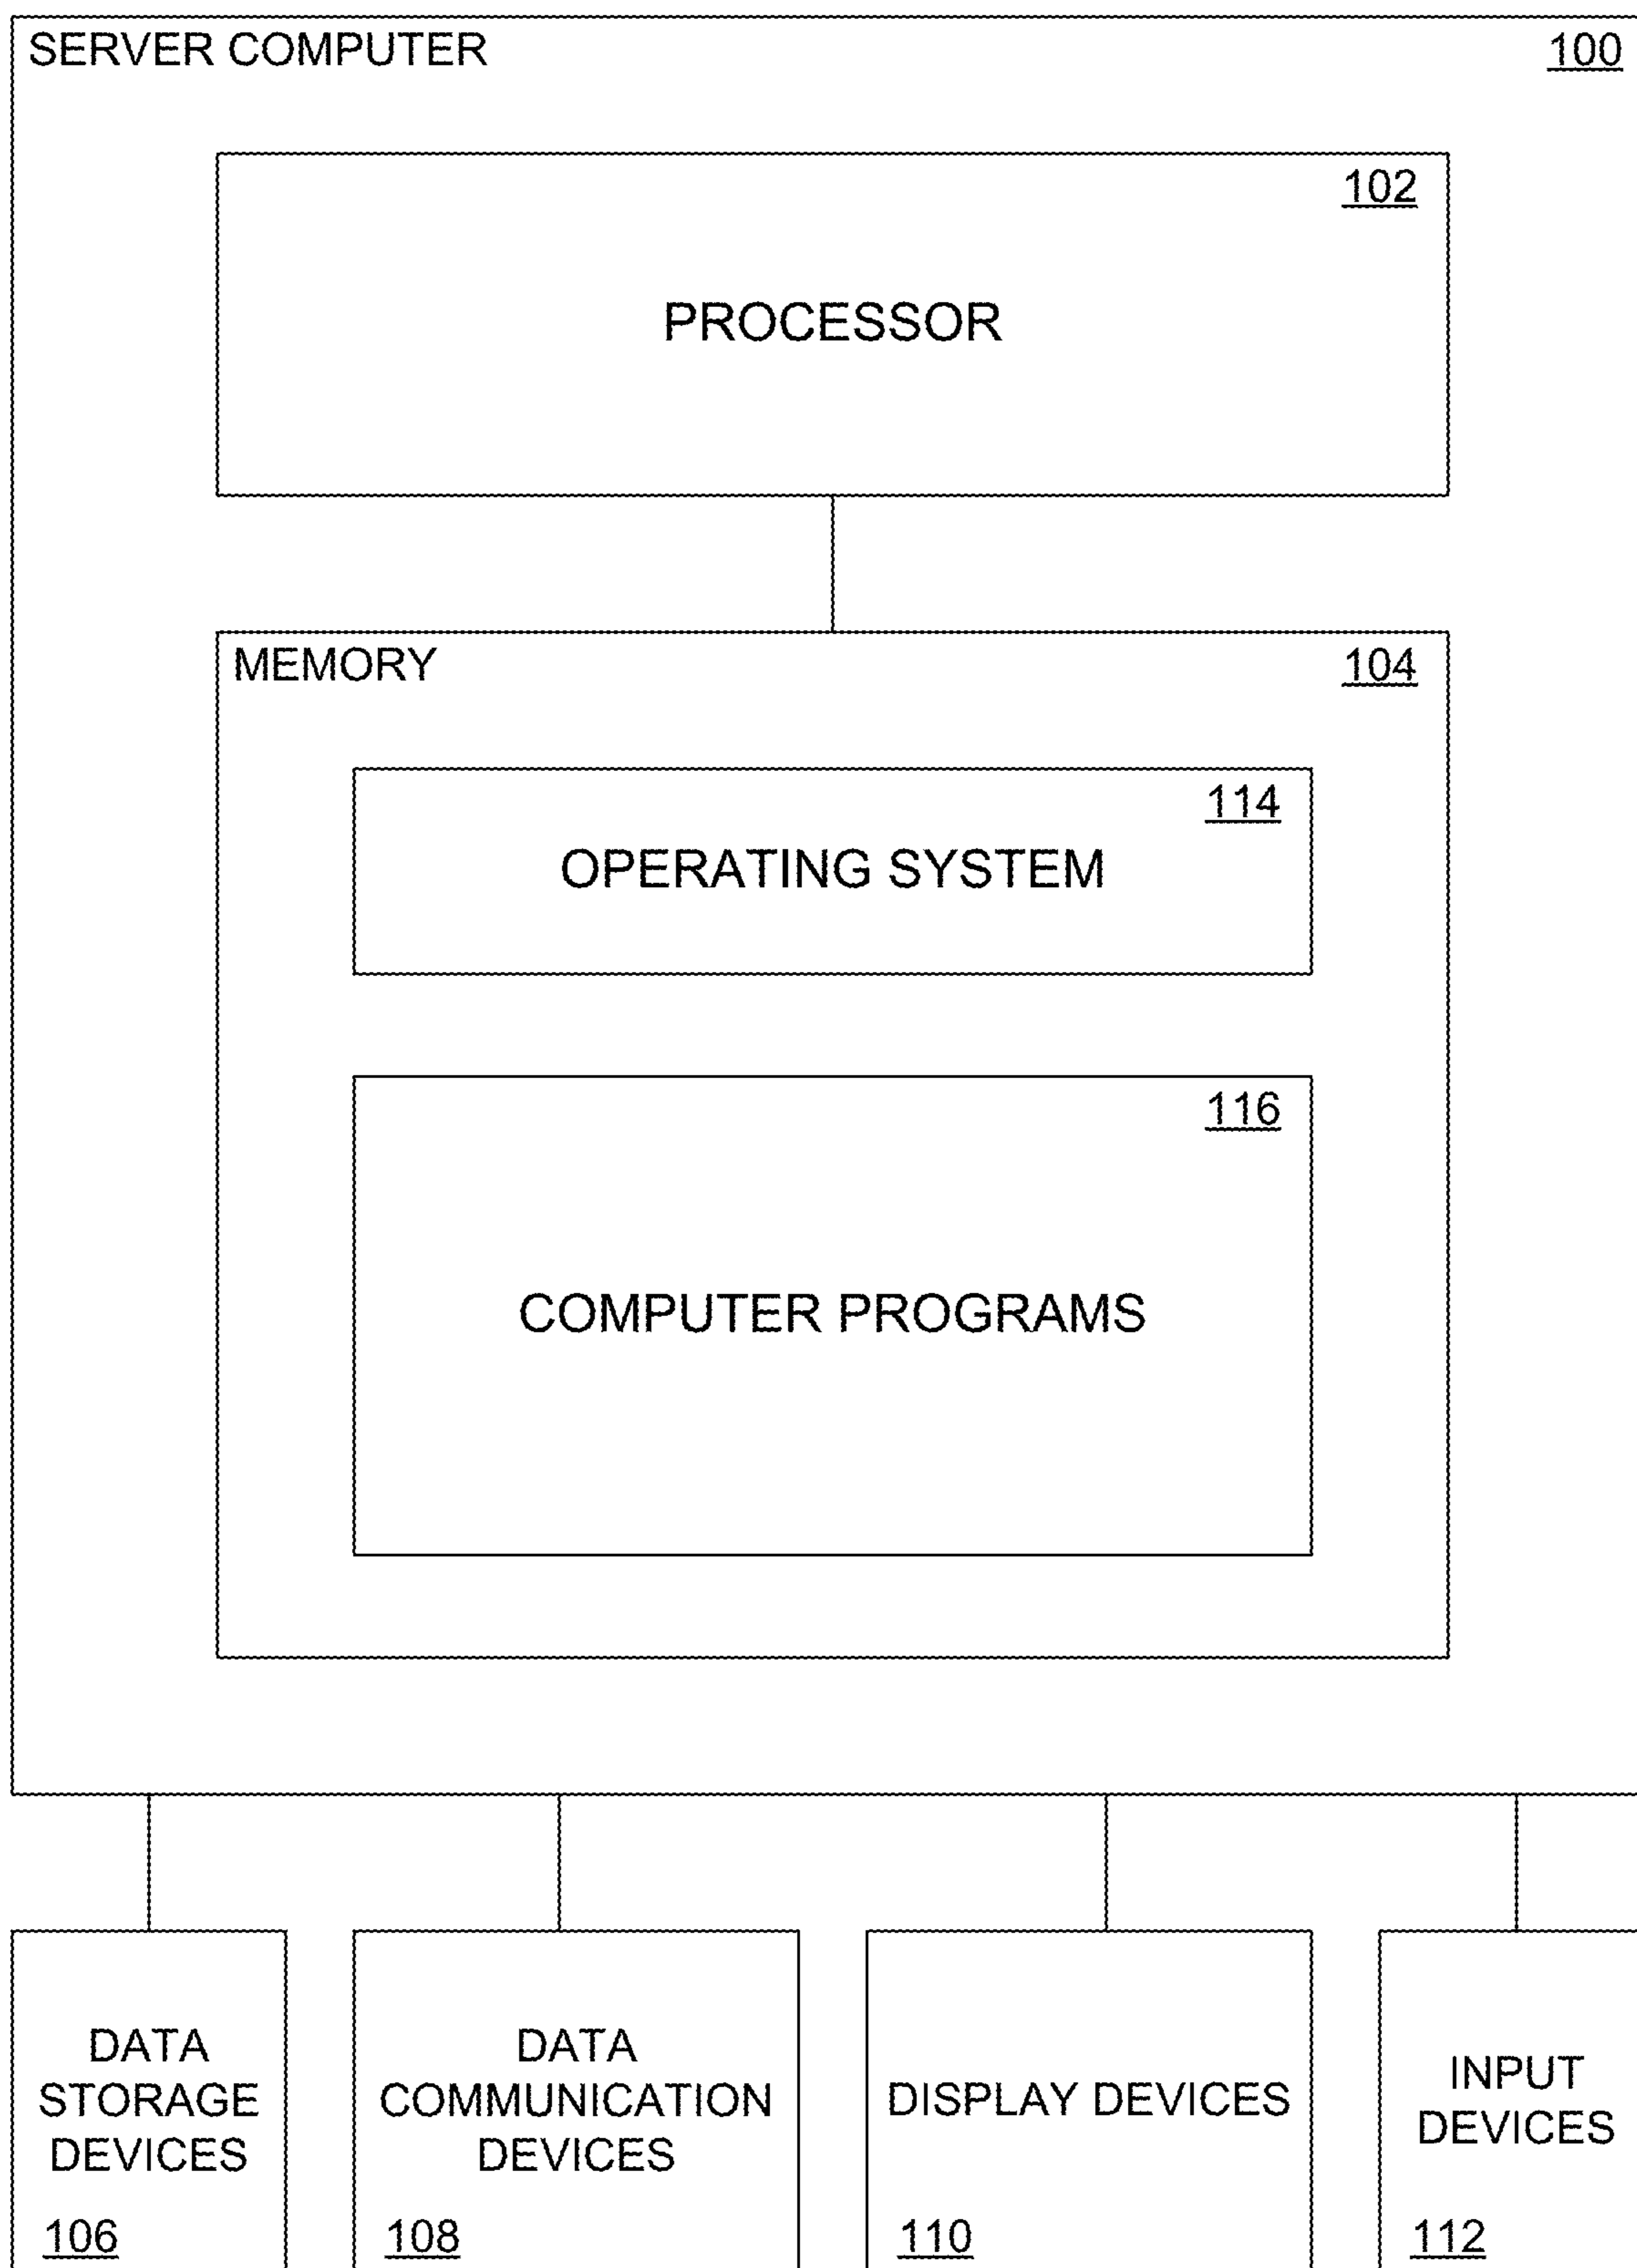 SERVER COMPUTER 100
102
PROCESSOR
MEMORY 104
114
OPERATING SYSTEM
116
COMPUTER PROGRAMS
DATA
STORAGE
DEVICES
106
DATA
COMMUNICATION
DEVICES
108
DISPLAY DEVICES
110
INPUT
DEVICES
112